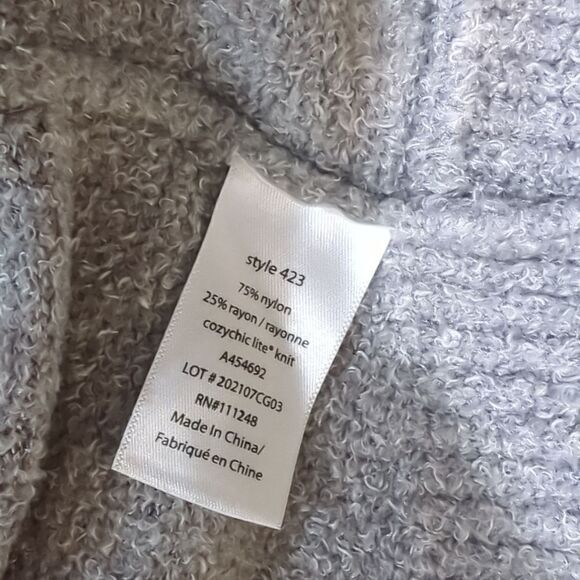 style 423
75% nylon
25% rayon / rayonne
cozychic lite® knit
A454692
LOT # 202107CG03
RN#111248
Made In China/
Fabriqué en Chine